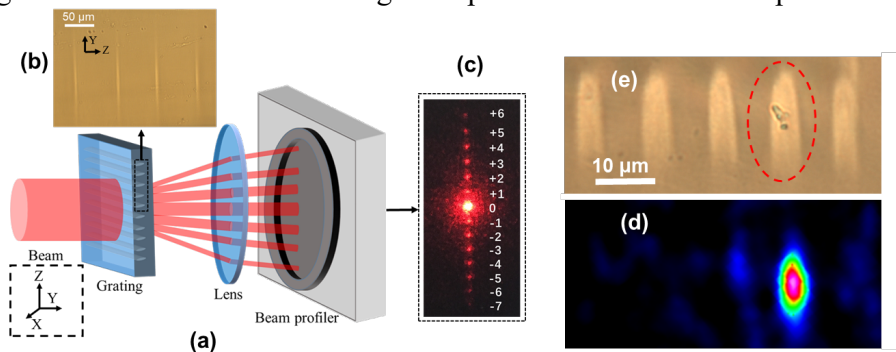 50 µm
Y
Z
(b)
(c)
(e)
10 µm
(d)
+6
+5
+4
+3
+2
+1
0
-1
-2
-3
-4
-5
-6
-7
Beam
Grating
Lens
Beam profiler
Z
Y
X
(a)